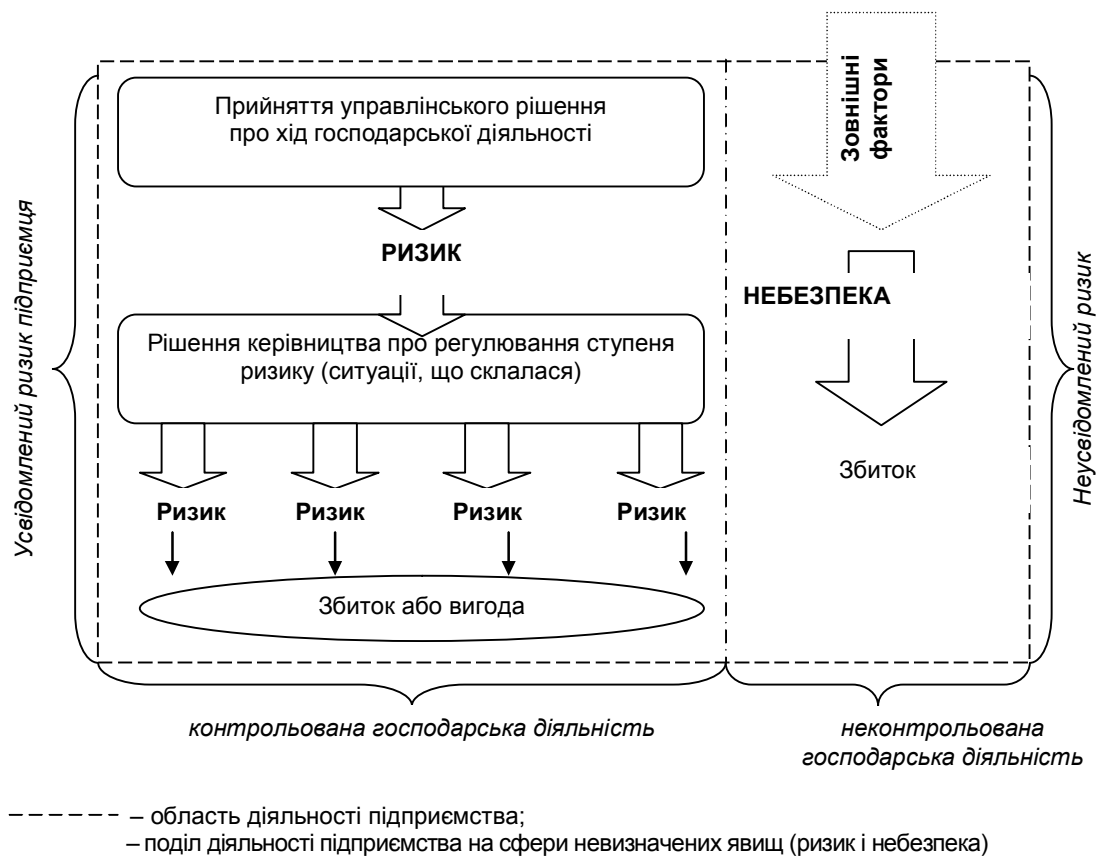 Прийняття управлінського рішення
про хід господарської діяльності
РИЗИК
Рішення керівництва про регулювання ступеня
ризику (ситуації, що склалася)
Ризик
Ризик
Ризик
Ризик
Збиток або вигода
Усвідомлений ризик підприємця
Зовнішні
фактори
НЕБЕЗПЕКА
Збиток
Неусвідомлений ризик
контрольована господарська діяльність
неконтрольована
господарська діяльність
– область діяльності підприємства;
– поділ діяльності підприємства на сфери невизначених явищ (ризик і небезпека)